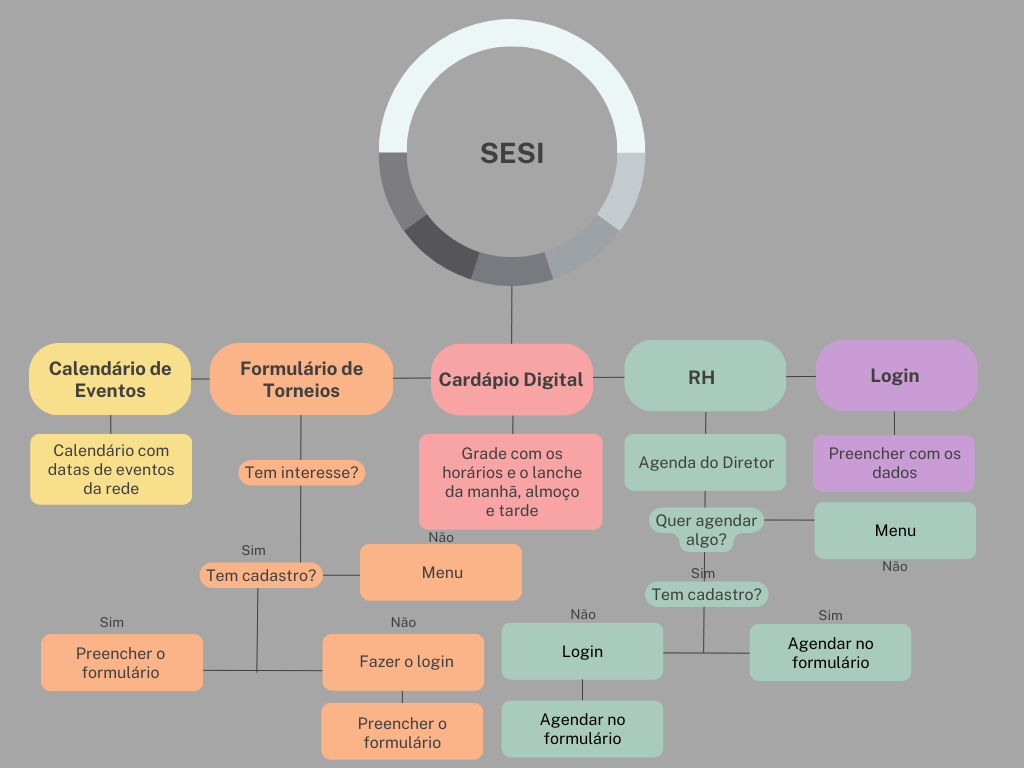 SESI
Calendário de
Eventos
Formulário de
Torneios
Cardápio Digital
RH
Login
Calendário com
datas de eventos
da rede
Tem interesse?
Grade com os
horários e o lanche
da manhã, almoço
e tarde
Agenda do Diretor
Preencher com os
dados
Quer agendar
algo?
Menu
Não
Sim
Não
Tem cadastro?
Menu
Sim
Tem cadastro?
Sim
Não
Não
Sim
Preencher o
formulário
Fazer o login
Login
Agendar no
formulário
Preencher o
formulário
Agendar no
formulário